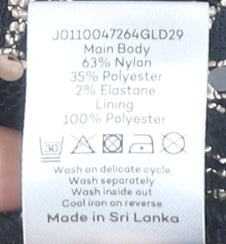 J0110047264GLD29
Main Body
63% Nylon
35% Polyester
2% Elastane
Lining
100% Polyester
30
Wash on delicate cycle
Wash separately
Wash inside out
Cool iron on reverse
Made in Sri Lanka